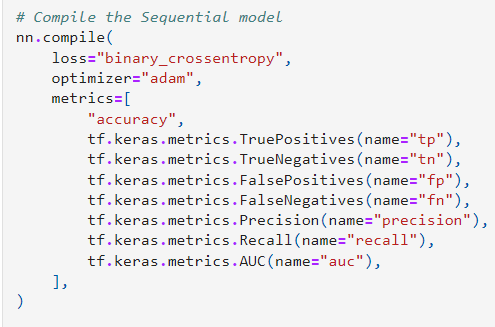 # Compile the Sequential model
nn.compile(
    loss="binary_crossentropy",
    optimizer="adam",
    metrics=[
        "accuracy",
        tf.keras.metrics.TruePositives(name="tp"),
        tf.keras.metrics.TrueNegatives(name="tn"),
        tf.keras.metrics.FalsePositives(name="fp"),
        tf.keras.metrics.FalseNegatives(name="fn"),
        tf.keras.metrics.Precision(name="precision"),
        tf.keras.metrics.Recall(name="recall"),
        tf.keras.metrics.AUC(name="auc"),
    ],
)